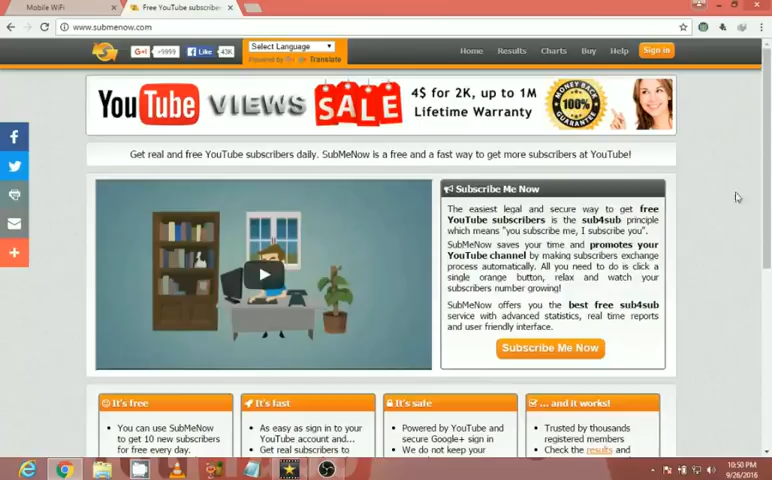 Mobile WiFi
Free YouTube subscriber
www.submenow.com
G+1 >9999 Like 43K
Select Language
Powered by Translate
Home Results Charts Buy Help Sign in
YouTube VIEWS SALE
4$ for 2K, up to 1M
Lifetime Warranty
MONEY BACK
100%
GUARANTEE
Get real and free YouTube subscribers daily. SubMeNow is a free and a fast way to get more subscribers at YouTube!
Subscribe Me Now
The easiest legal and secure way to get free
YouTube subscribers is the sub4sub principle
which means "you subscribe me, I subscribe you".
SubMeNow saves your time and promotes your
YouTube channel by making subscribers exchange
process automatically. All you need to do is click a
single orange button, relax and watch your
subscribers number growing!
SubMeNow offers you the best free sub4sub
service with advanced statistics, real time reports
and user friendly interface.
Subscribe Me Now
It's free
You can use SubMeNow
to get 10 new subscribers
for free every day.
It's fast
As easy as sign in to your
YouTube account and...
Get real subscribers to
It's safe
Powered by YouTube and
secure Google+ sign in
We do not keep your
... and it works!
Trusted by thousands
registered members
Check the results and
10:50 PM
9/26/2016